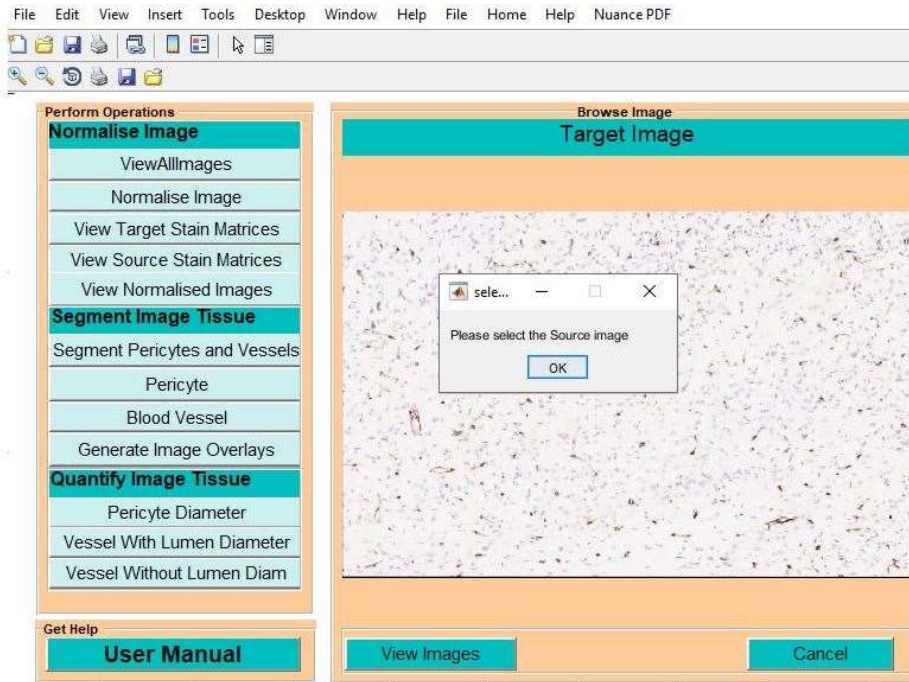 File Edit View Insert Tools Desktop Window Help File Home Help Nuance PDF
Perform Operations
Normalise Image
ViewAllImages
Normalise Image
View Target Stain Matrices
View Source Stain Matrices
View Normalised Images
Segment Image Tissue
Segment Pericytes and Vessels
Pericyte
Blood Vessel
Generate Image Overlays
Quantify Image Tissue
Pericyte Diameter
Vessel With Lumen Diameter
Vessel Without Lumen Diam
Get Help
User Manual
Browse Image
Target Image
sele...
Please select the Source image
OK
View Images
Cancel